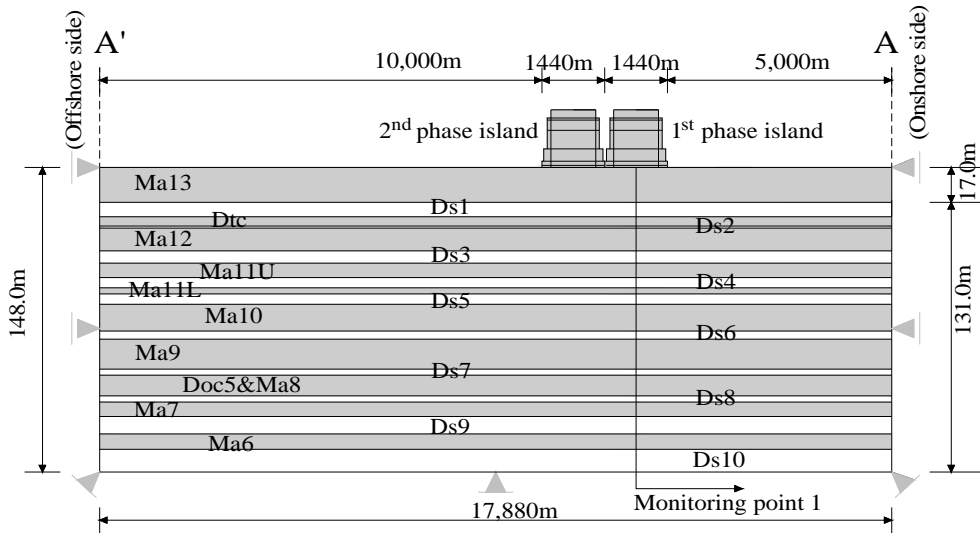 A'
A
(Offshore side)
(Onshore side)
10,000m
1440m
1440m
5,000m
2nd phase island
1st phase island
17.0m
131.0m
148.0m
Ma13
Ds1
Dtc
Ds2
Ma12
Ds3
Ma11U
Ds4
Ma11L
Ds5
Ma10
Ds6
Ma9
Ds7
Doc5&Ma8
Ds8
Ma7
Ds9
Ma6
Ds10
Monitoring point 1
17,880m